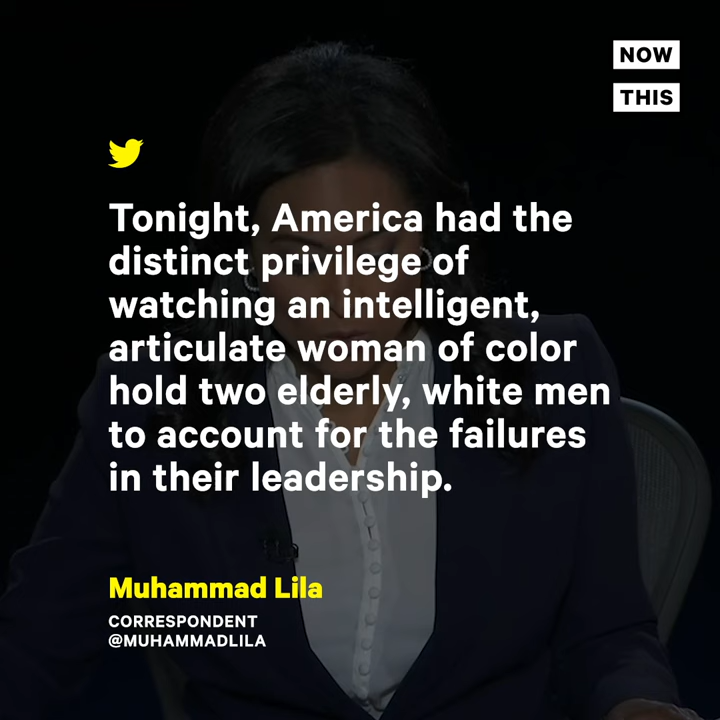 NOW
THIS
Tonight, America had the
distinct privilege of
watching an intelligent,
articulate woman of color
hold two elderly, white men
to account for the failures
in their leadership.
Muhammad Lila
CORRESPONDENT
@MUHAMMADLILA